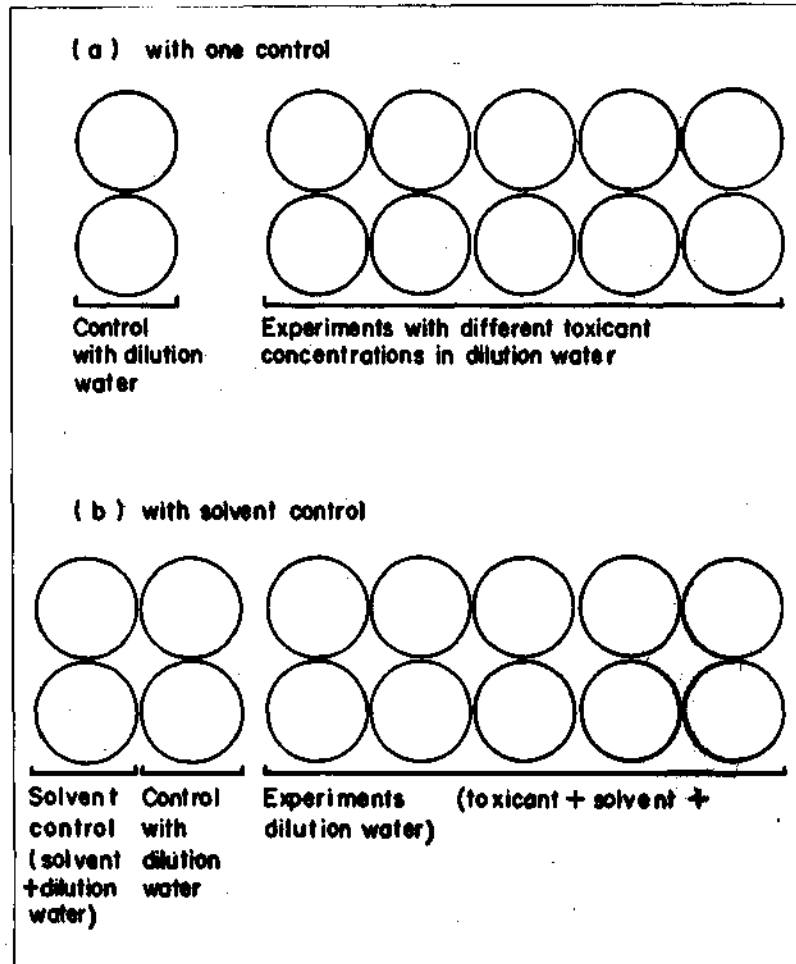 (a) with one control
Control
with dilution
water
Experiments with different toxicant
concentrations in dilution water
(b) with solvent control
Solvent
control
(solvent
+dilution
water)
Control
with
dilution
water
Experiments (toxicant + solvent +
dilution water)